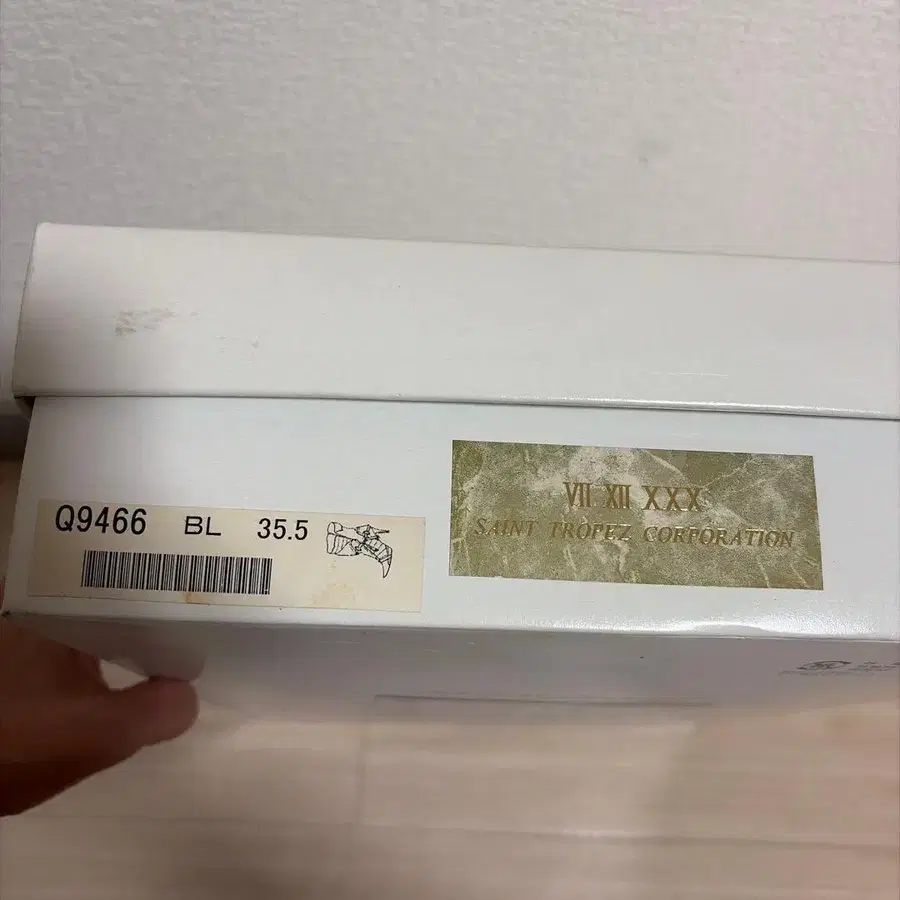 Q9466 BL 35.5
VII XII XXX
SAINT TROPEZ CORPORATION